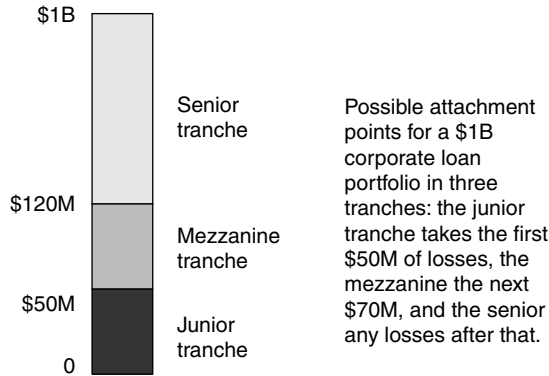 $1B
Senior
tranche
$120M
Mezzanine
tranche
$50M
Junior
tranche
0
Possible attachment
points for a $1B
corporate loan
portfolio in three
tranches: the junior
tranche takes the first
$50M of losses, the
mezzanine the next
$70M, and the senior
any losses after that.